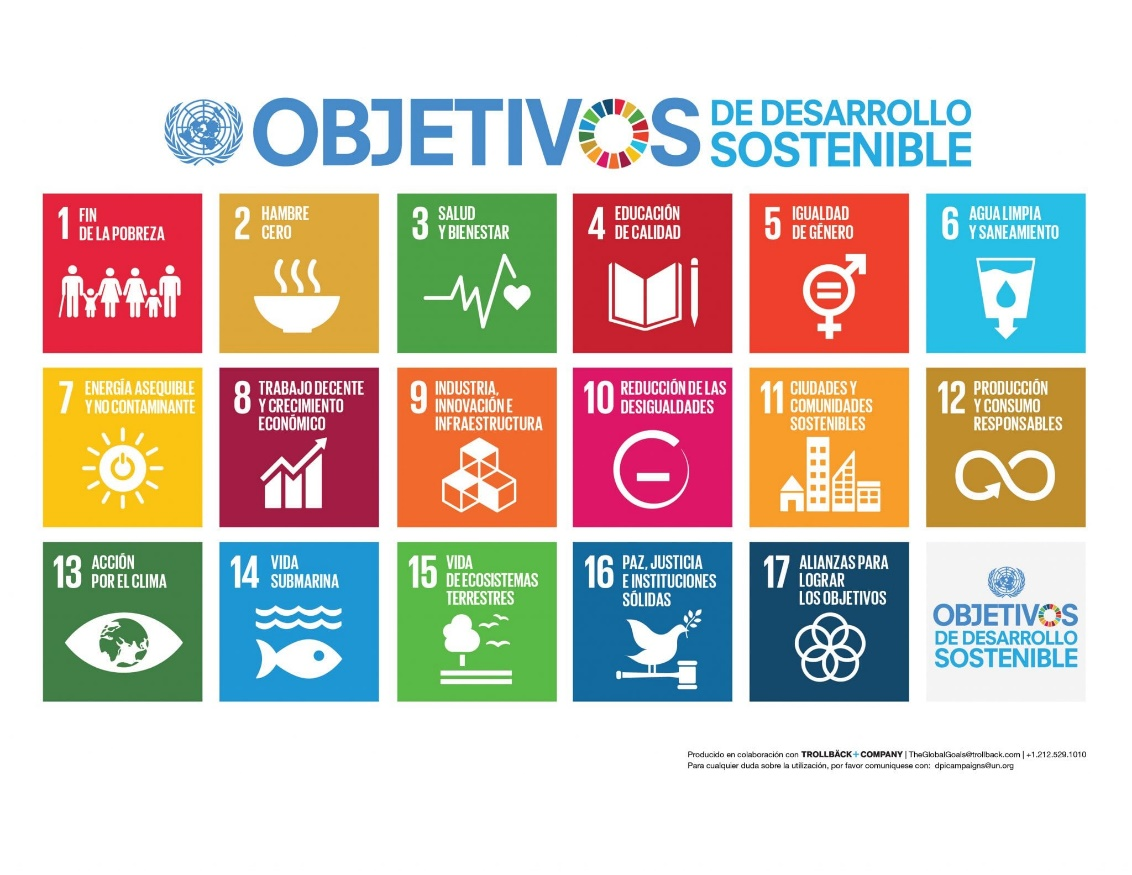 OBJETIVOS DE DESARROLLO
SOSTENIBLE
1 FIN
DE LA POBREZA
2 HAMBRE
CERO
3 SALUD
Y BIENESTAR
4 EDUCACIÓN
DE CALIDAD
5 IGUALDAD
DE GÉNERO
6 AGUA LIMPIA
Y SANEAMIENTO
7 ENERGÍA ASEQUIBLE
Y NO CONTAMINANTE
8 TRABAJO DECENTE
Y CRECIMIENTO
ECONÓMICO
9 INDUSTRIA,
INNOVACIÓN E
INFRAESTRUCTURA
10 REDUCCIÓN DE LAS
DESIGUALDADES
11 CIUDADES Y
COMUNIDADES
SOSTENIBLES
12 PRODUCCIÓN
Y CONSUMO
RESPONSABLES
13 ACCIÓN
POR EL CLIMA
14 VIDA
SUBMARINA
15 VIDA
DE ECOSISTEMAS
TERRESTRES
16 PAZ, JUSTICIA
E INSTITUCIONES
SÓLIDAS
17 ALIANZAS PARA
LOGRAR
LOS OBJETIVOS
OBJETIVOS
DE DESARROLLO
SOSTENIBLE
Producido en colaboración con TROLLBÄCK+COMPANY | TheGlobalGoals@trollback.com | +1.212.529.1010
Para cualquier duda sobre la utilización, por favor comuniquese con: dpicampaigns@un.org